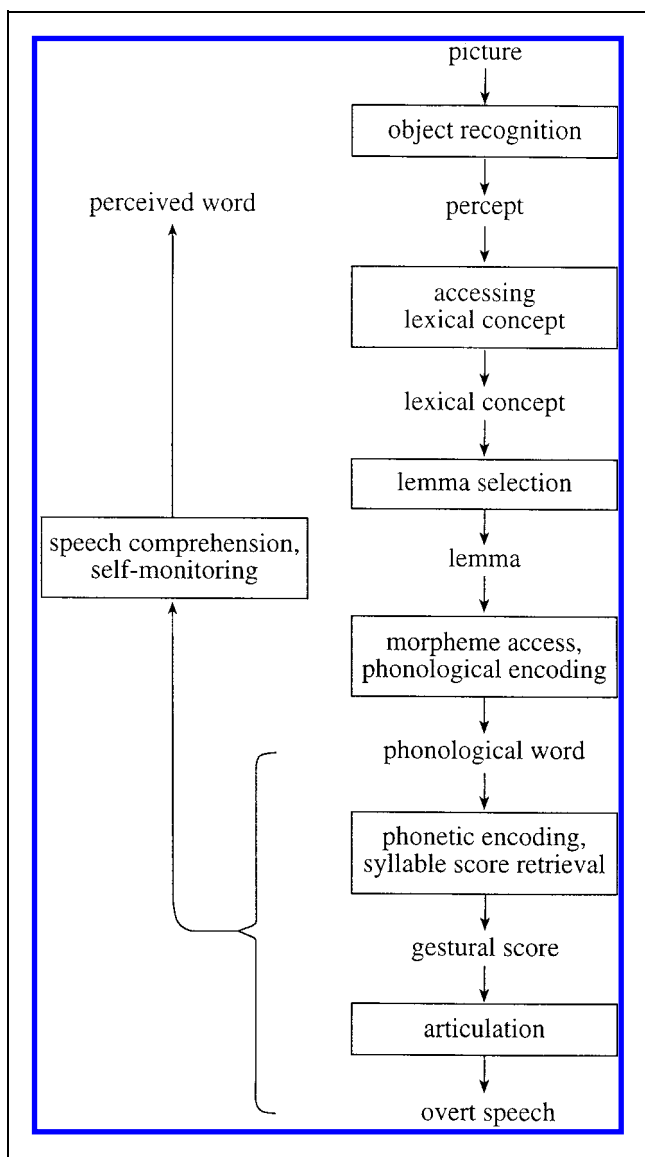 picture
object recognition
perceived word
percept
accessing
lexical concept
lexical concept
lemma selection
speech comprehension,
self-monitoring
lemma
morpheme access,
phonological encoding
phonological word
phonetic encoding,
syllable score retrieval
gestural score
articulation
overt speech